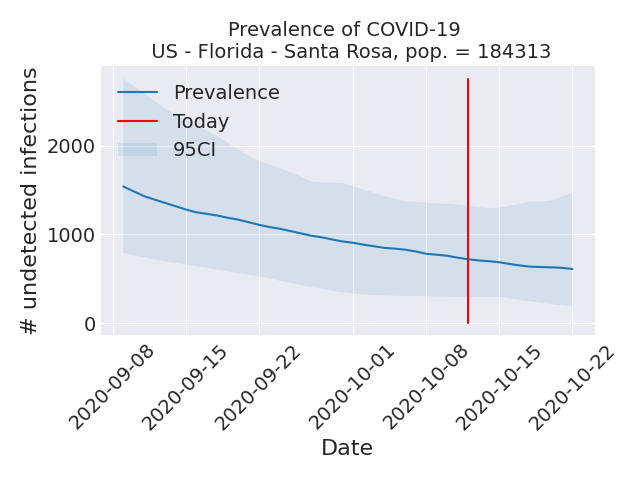 Prevalence of COVID-19
US - Florida - Santa Rosa, pop. = 184313
# undetected infections
2000
1000
0
Prevalence
Today
95CI
2020-09-08
2020-09-15
2020-09-22
2020-10-01
2020-10-08
2020-10-15
2020-10-22
Date